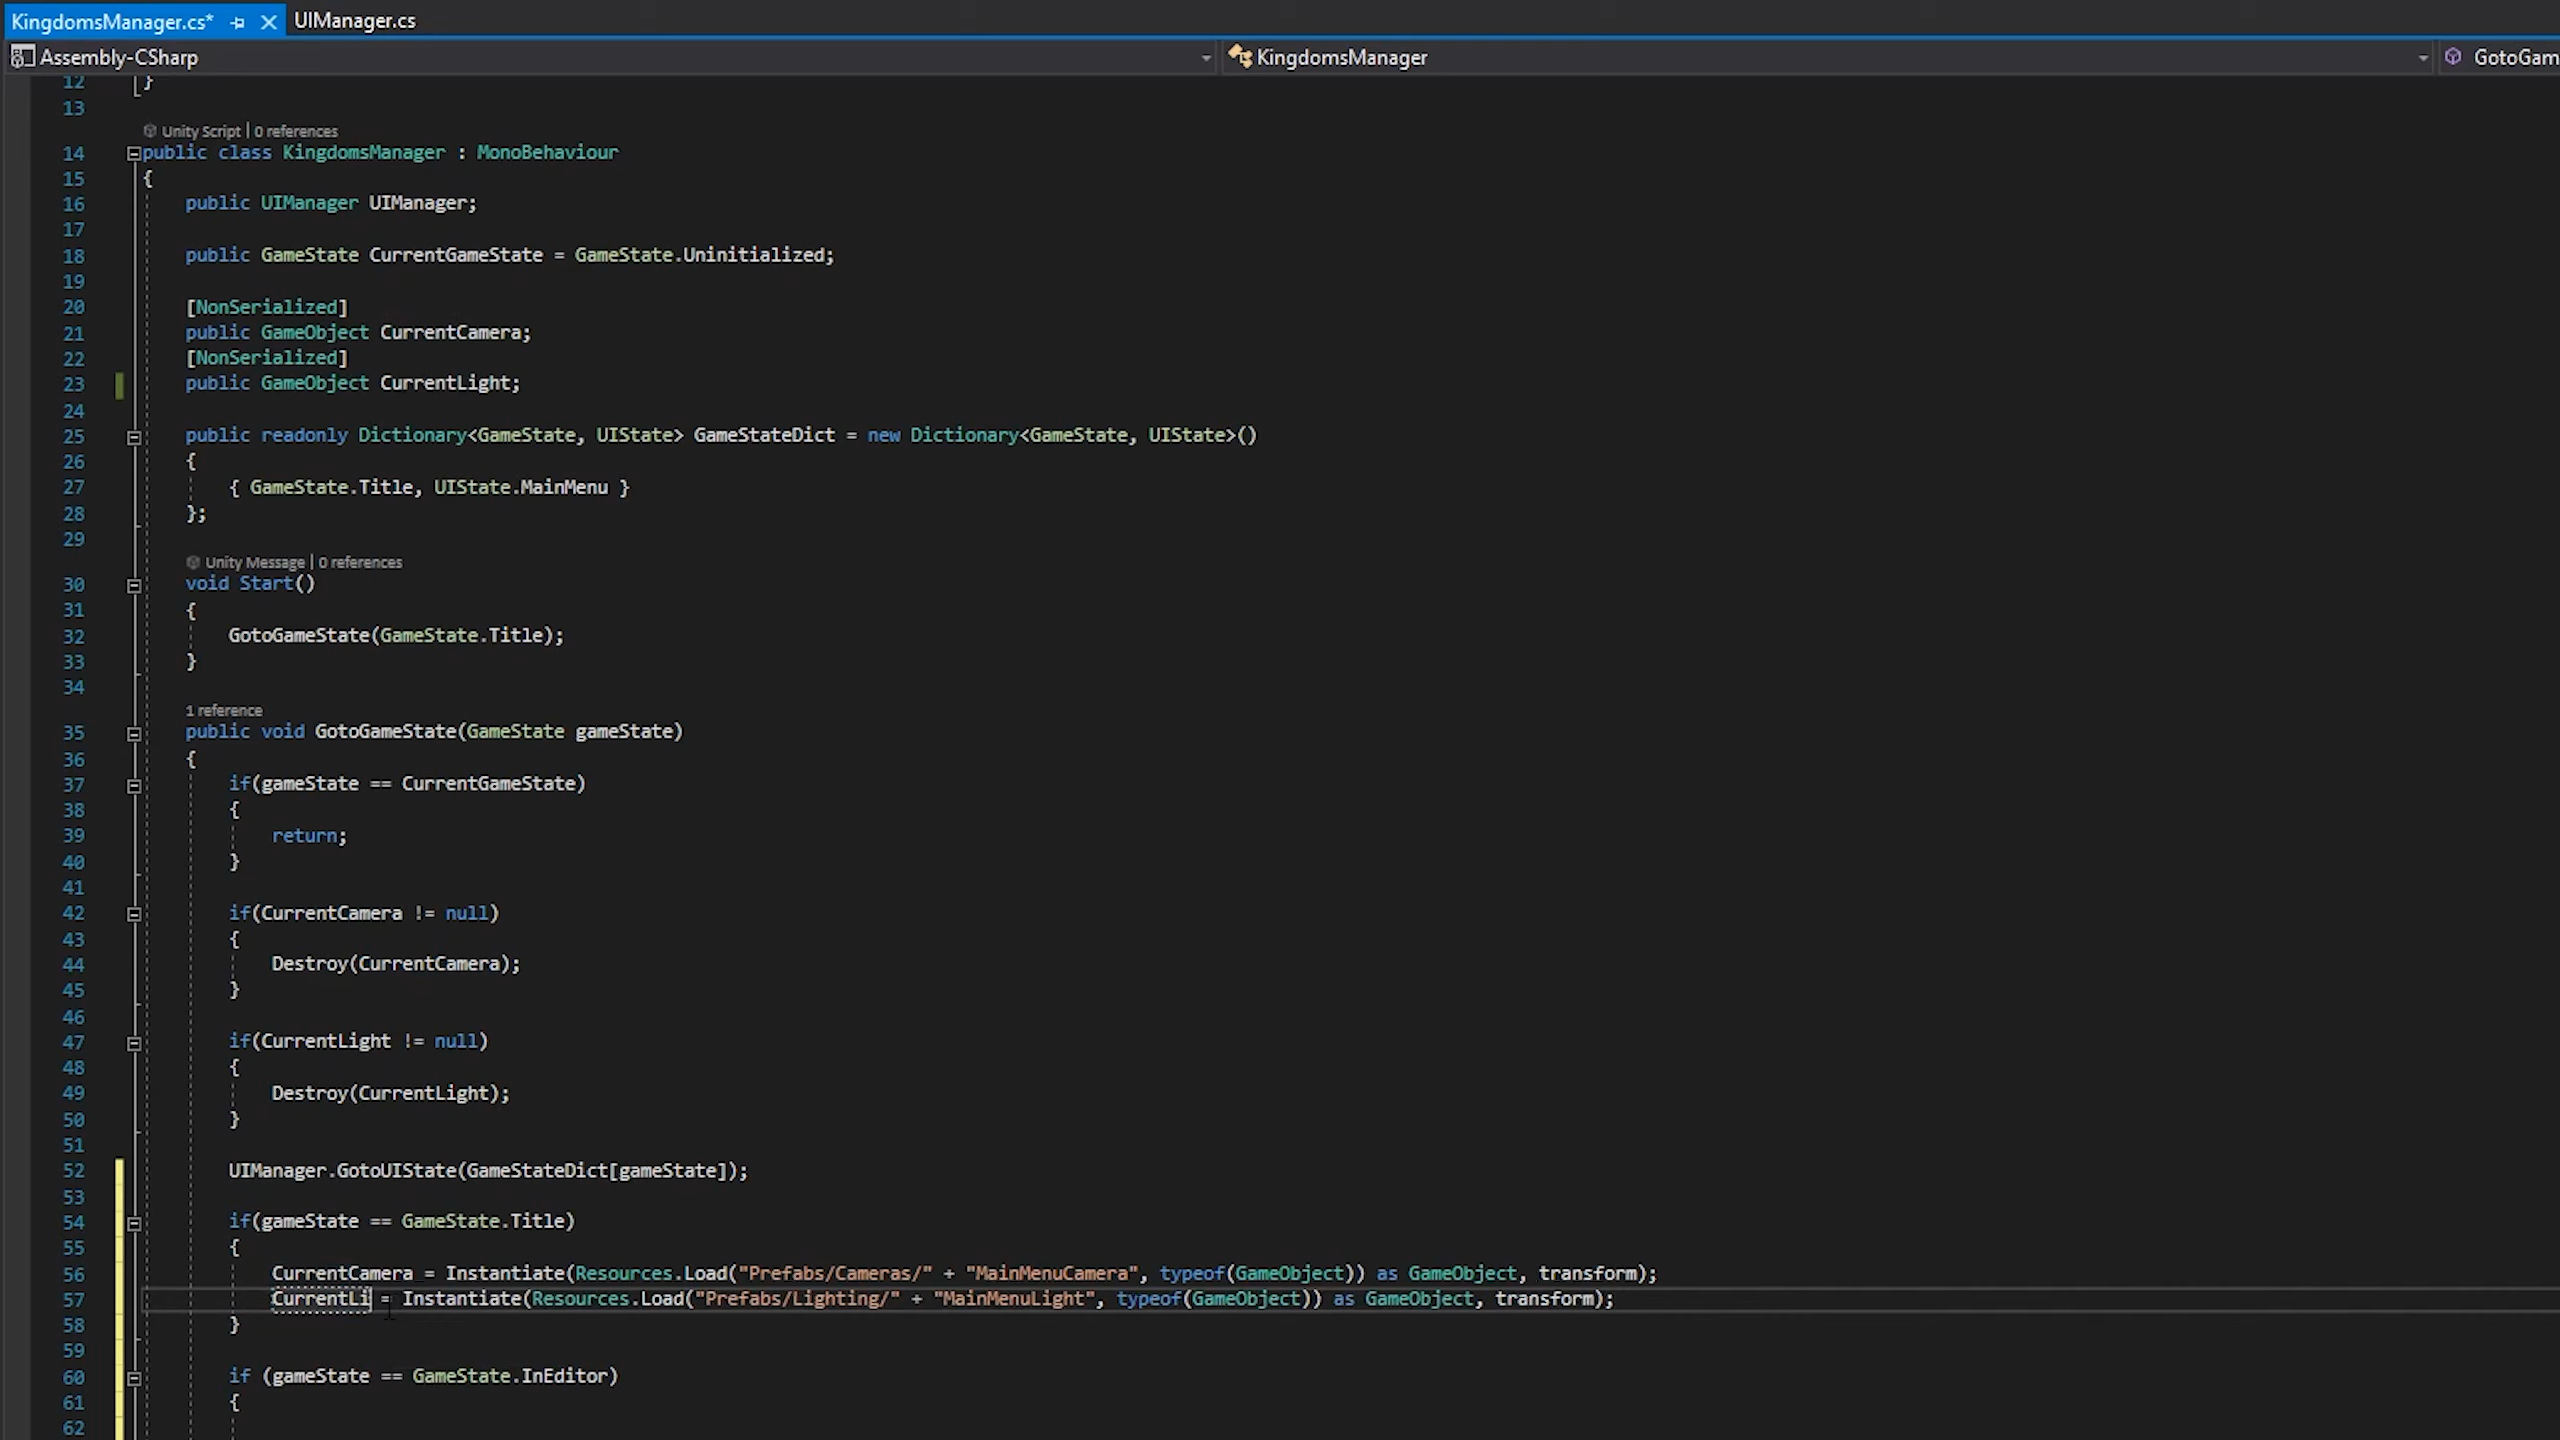 KingdomsManager.cs*
UIManager.cs
Assembly-CSharp
KingdomsManager
GotoGam
12 }
13
Unity Script | 0 references
14 public class KingdomsManager : MonoBehaviour
15 {
16 public UIManager UIManager;
17
18 public GameState CurrentGameState = GameState.Uninitialized;
19
20 [NonSerialized]
21 public GameObject CurrentCamera;
22 [NonSerialized]
23 public GameObject CurrentLight;
24
25 public readonly Dictionary<GameState, UIState> GameStateDict = new Dictionary<GameState, UIState>()
26 {
27 { GameState.Title, UIState.MainMenu }
28 };
29
Unity Message | 0 references
30 void Start()
31 {
32 GotoGameState(GameState.Title);
33 }
34
1 reference
35 public void GotoGameState(GameState gameState)
36 {
37 if(gameState == CurrentGameState)
38 {
39 return;
40 }
41
42 if(CurrentCamera != null)
43 {
44 Destroy(CurrentCamera);
45 }
46
47 if(CurrentLight != null)
48 {
49 Destroy(CurrentLight);
50 }
51
52 UIManager.GotoUIState(GameStateDict[gameState]);
53
54 if(gameState == GameState.Title)
55 {
56 CurrentCamera = Instantiate(Resources.Load("Prefabs/Cameras/" + "MainMenuCamera", typeof(GameObject)) as GameObject, transform);
57 CurrentLi = Instantiate(Resources.Load("Prefabs/Lighting/" + "MainMenuLight", typeof(GameObject)) as GameObject, transform);
58 }
59
60 if (gameState == GameState.InEditor)
61 {
62